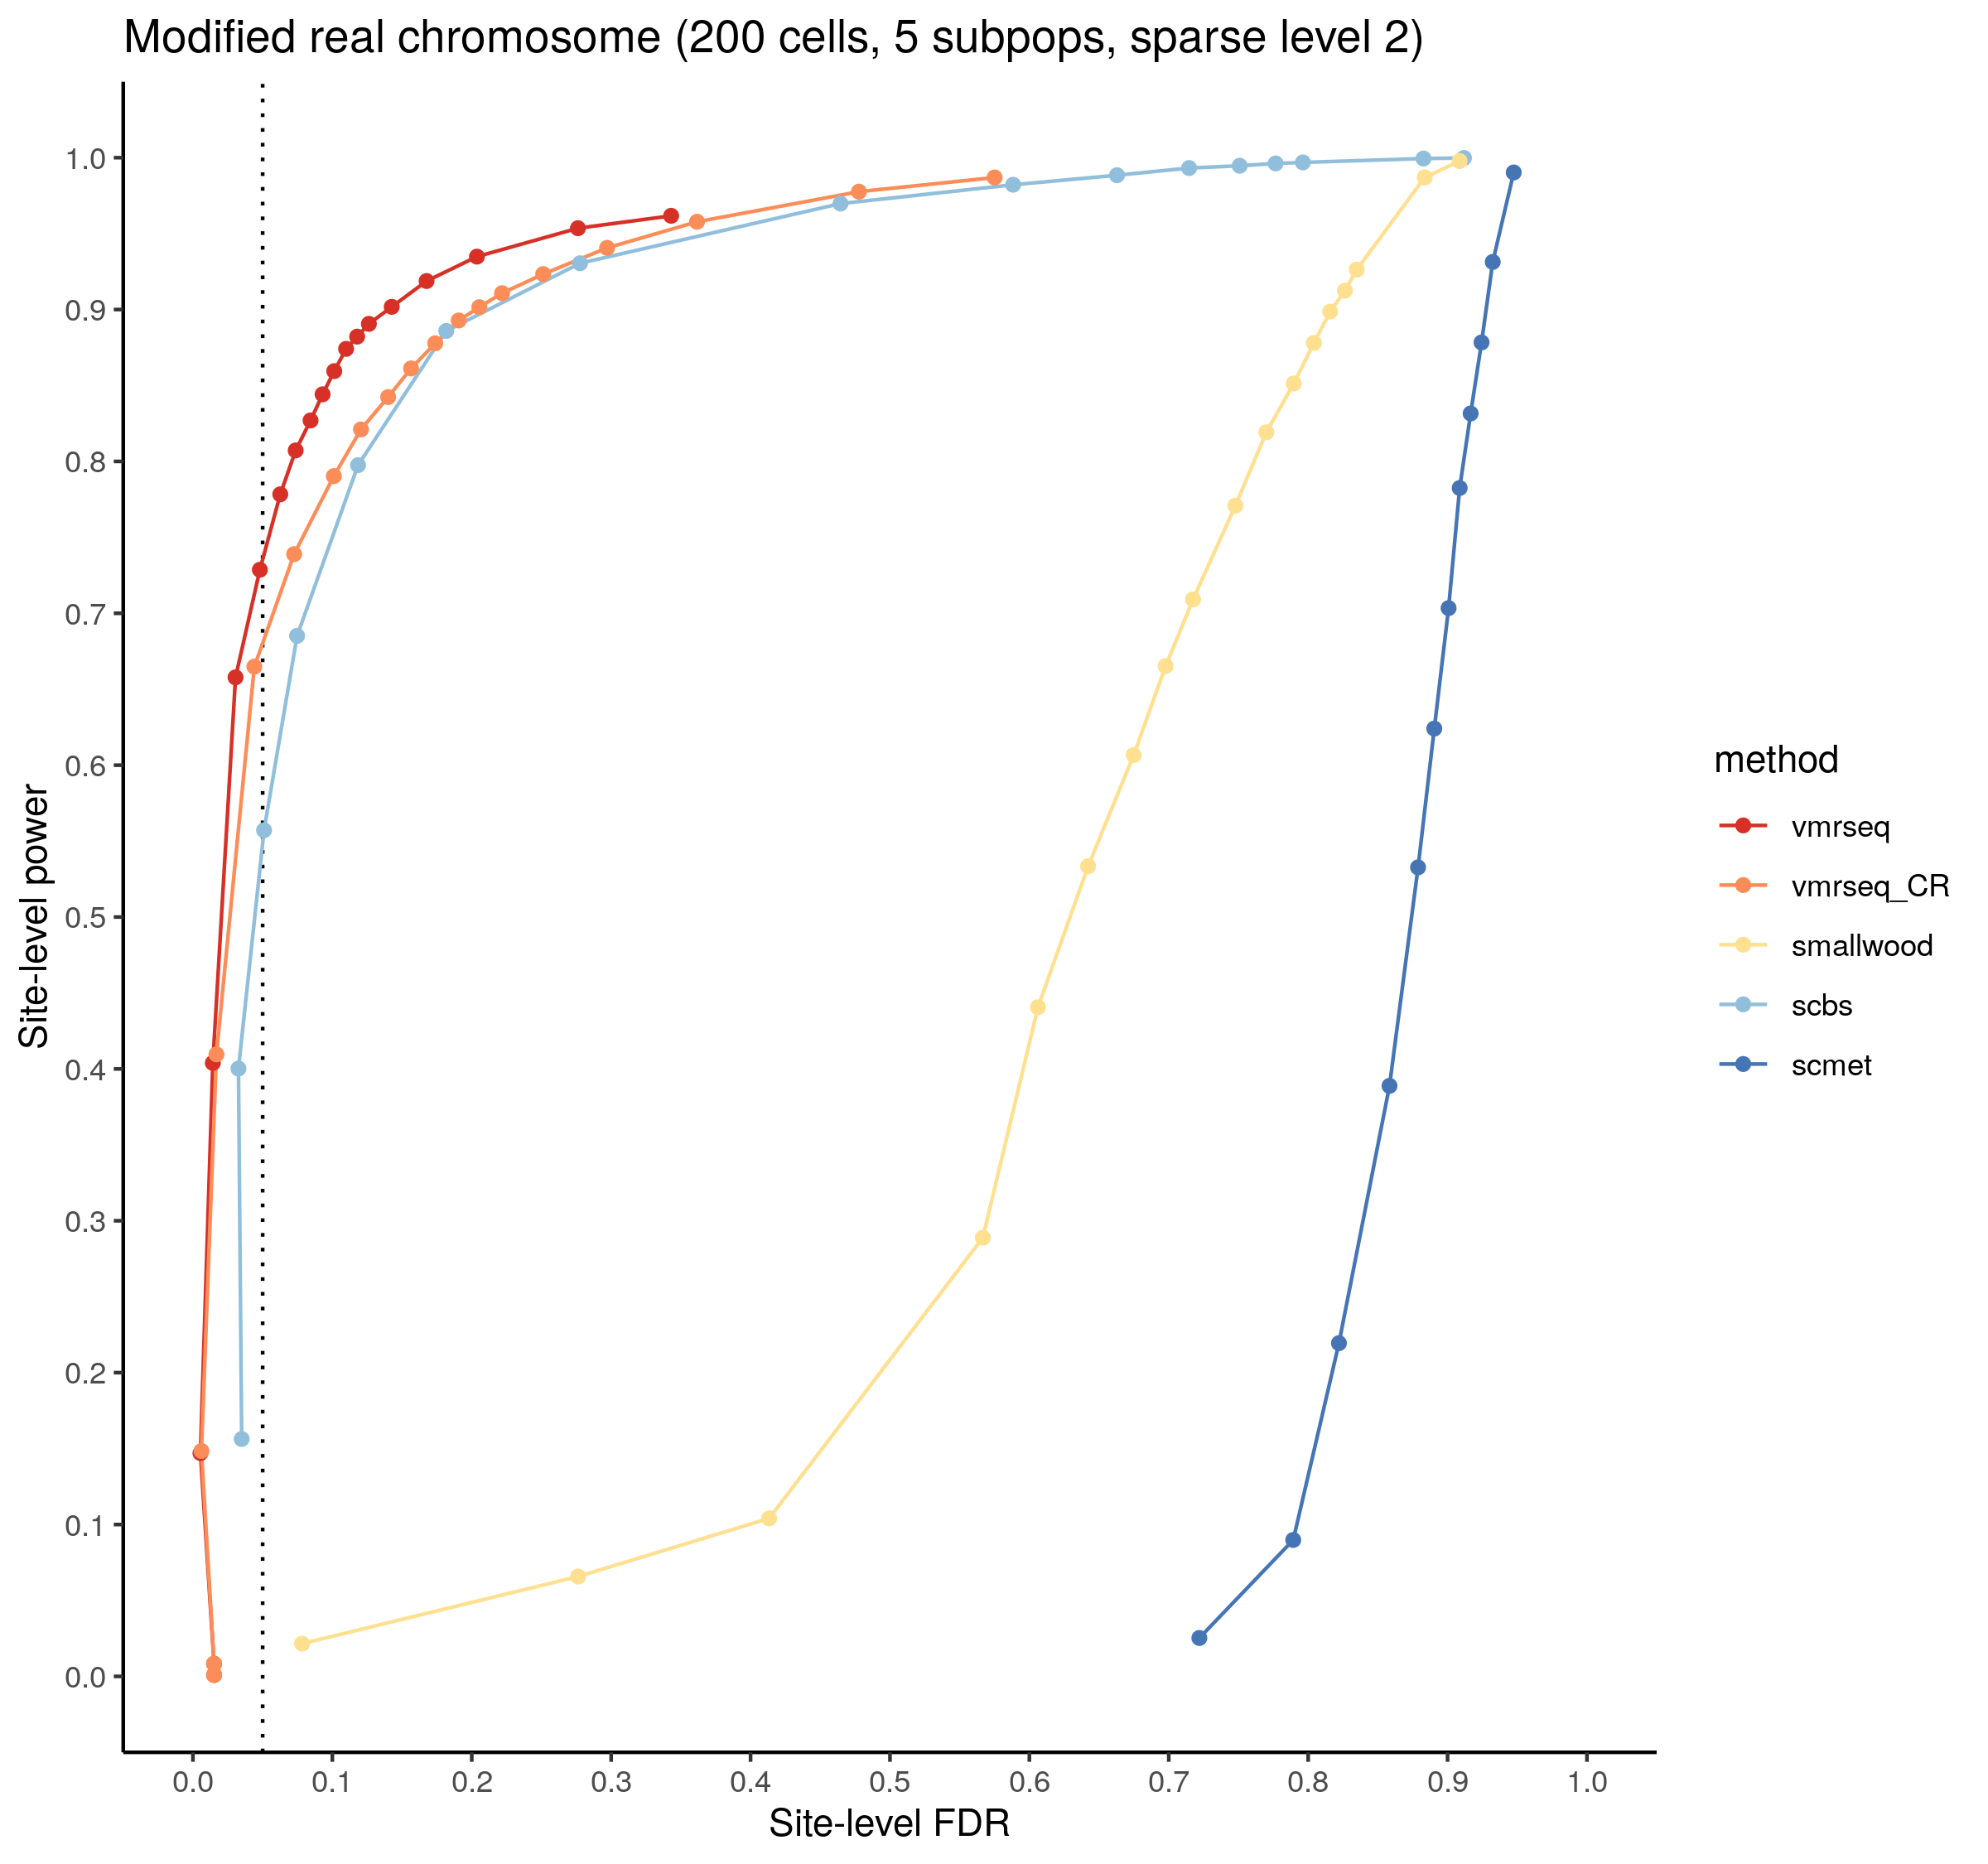 Modified real chromosome (200 cells, 5 subpops, sparse level 2)
Site-level power
1.0
0.9
0.8
0.7
0.6
0.5
0.4
0.3
0.2
0.1
0.0
0.0 0.1 0.2 0.3 0.4 0.5 0.6 0.7 0.8 0.9 1.0
Site-level FDR
method
vmrseq
vmrseq_CR
smallwood
scbs
scmet